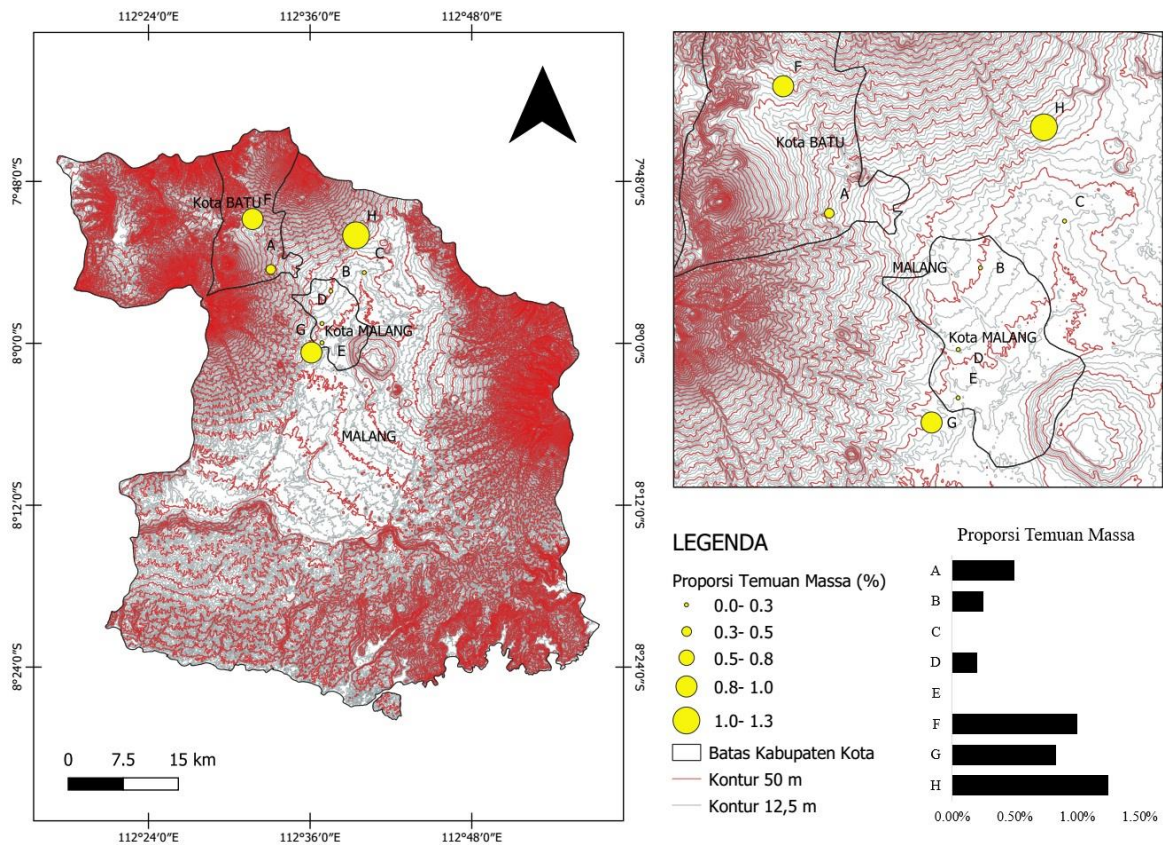 112°24'0"E 112°36'0"E 112°48'0"E
7°48'0"S
8°0'0"S
8°12'0"S
8°24'0"S
Kota BATU
F
H
A
C
B
D
Kota MALANG
G
E
MALANG
0 7.5 15 km
112°24'0"E 112°36'0"E 112°48'0"E
7°48'0"S
8°0'0"S
8°12'0"S
8°24'0"S
F
H
Kota BATU
A
C
MALANG
B
Kota MALANG
D
E
G
LEGENDA
Proporsi Temuan Massa (%)
0.0- 0.3
0.3- 0.5
0.5- 0.8
0.8- 1.0
1.0- 1.3
Batas Kabupaten Kota
Kontur 50 m
Kontur 12,5 m
Proporsi Temuan Massa
A
B
C
D
E
F
G
H
0.00% 0.50% 1.00% 1.50%